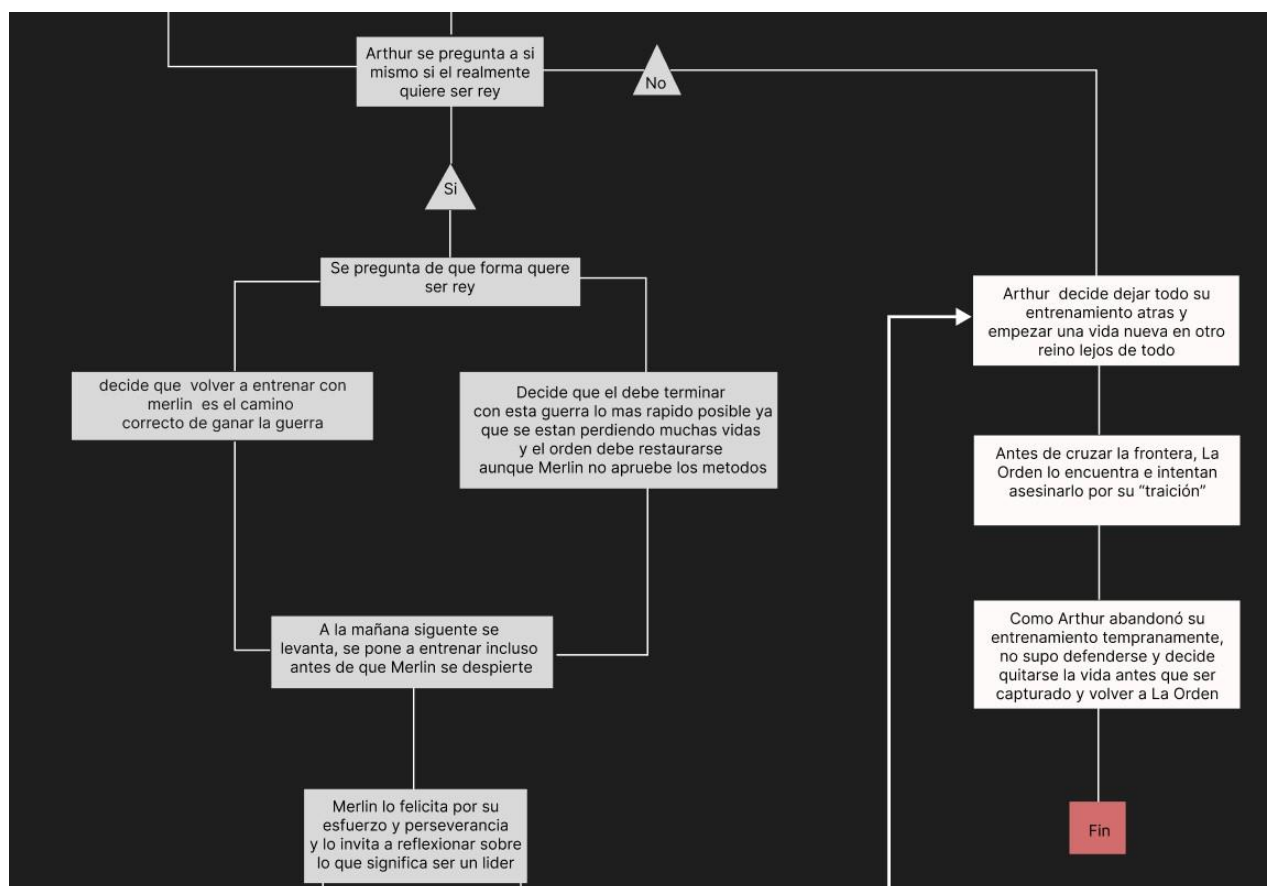 Arthur se pregunta a si
mismo si el realmente
quiere ser rey
No
Si
Se pregunta de que forma quere
ser rey
decide que volver a entrenar con
merlin es el camino
correcto de ganar la guerra
Decide que el debe terminar
con esta guerra lo mas rapido posible ya
que se estan perdiendo muchas vidas
y el orden debe restaurarse
aunque Merlin no apruebe los metodos
A la mañana siguente se
levanta, se pone a entrenar incluso
antes de que Merlin se despierte
Merlin lo felicita por su
esfuerzo y perseverancia
y lo invita a reflexionar sobre
lo que significa ser un lider
Arthur decide dejar todo su
entrenamiento atras y
empezar una vida nueva en otro
reino lejos de todo
Antes de cruzar la frontera, La
Orden lo encuentra e intentan
asesinarlo por su “traición”
Como Arthur abandonó su
entrenamiento tempranamente,
no supo defenderse y decide
quitarse la vida antes que ser
capturado y volver a La Orden
Fin